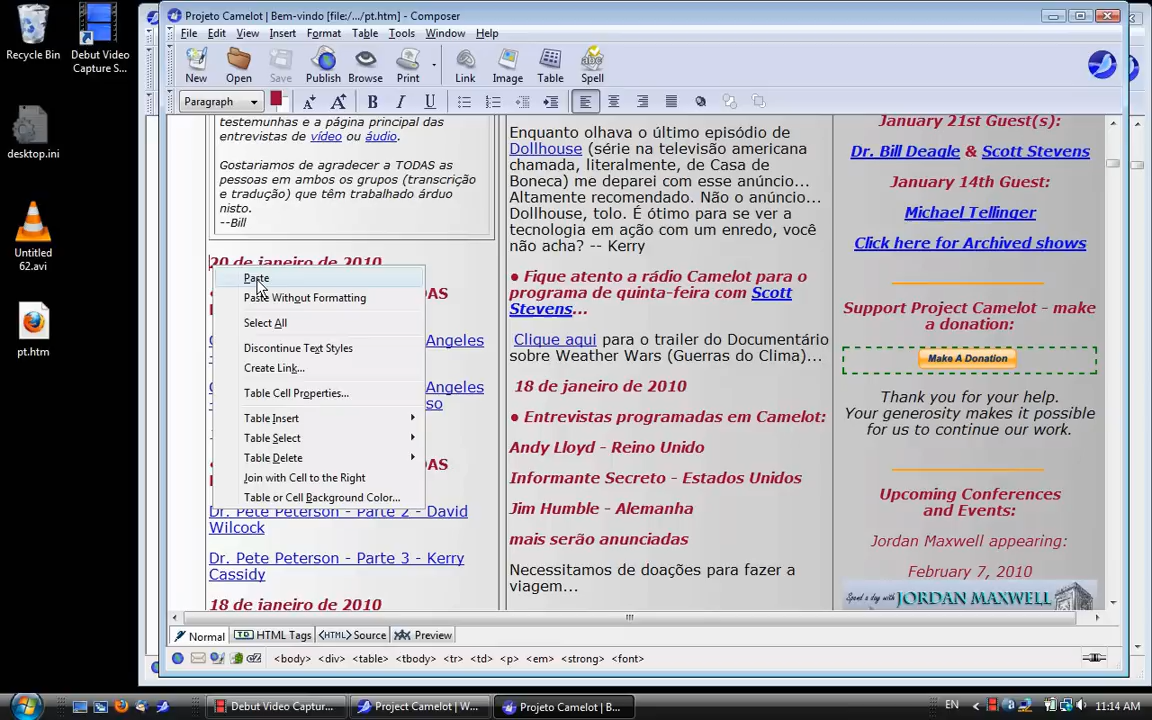 Recycle Bin
Debut Video
Capture S...
desktop.ini
Untitled
62.avi
pt.htm
Projeto Camelot | Bem-vindo [file:/.../pt.htm] - Composer
File Edit View Insert Format Table Tools Window Help
New Open Save Publish Browse Print Link Image Table Spell
Paragraph
testemunhas e a página principal das
entrevistas de vídeo ou áudio.
Gostaríamos de agradecer a TODAS as
pessoas em ambos os grupos (transcrição
e tradução) que têm trabalhado árduo
nisto.
--Bill
20 de janeiro de 2010
DAS
Angeles
Angeles
so
DAS
Dr. Pete Peterson - Parte 2 - David
Wilcock
Dr. Pete Peterson - Parte 3 - Kerry
Cassidy
18 de janeiro de 2010
Paste
Paste Without Formatting
Select All
Discontinue Text Styles
Create Link...
Table Cell Properties...
Table Insert
Table Select
Table Delete
Join with Cell to the Right
Table or Cell Background Color...
Enquanto olhava o último episódio de
Dollhouse (série na televisão americana
chamada, literalmente, de Casa de
Boneca) me deparei com esse anúncio...
Altamente recomendado. Não o anúncio...
Dollhouse, tolo. É ótimo para se ver a
tecnologia em ação com um enredo, você
não acha? -- Kerry
● Fique atento a rádio Camelot para o
programa de quinta-feira com Scott
Stevens...
Clique aqui para o trailer do Documentário
sobre Weather Wars (Guerras do Clima)...
18 de janeiro de 2010
● Entrevistas programadas em Camelot:
Andy Lloyd - Reino Unido
Informante Secreto - Estados Unidos
Jim Humble - Alemanha
mais serão anunciadas
Necessitamos de doações para fazer a
viagem...
January 21st Guest(s):
Dr. Bill Deagle & Scott Stevens
January 14th Guest:
Michael Tellinger
Click here for Archived shows
Support Project Camelot - make
a donation:
Make A Donation
Thank you for your help.
Your generosity makes it possible
for us to continue our work.
Upcoming Conferences
and Events:
Jordan Maxwell appearing:
February 7, 2010
Spend a day with JORDAN MAXWELL
Normal HTML Tags Source Preview
<body> <div> <table> <tbody> <tr> <td> <p> <em> <strong> <font>
Debut Video Captur... Project Camelot | W... Projeto Camelot | B... EN 11:14 AM